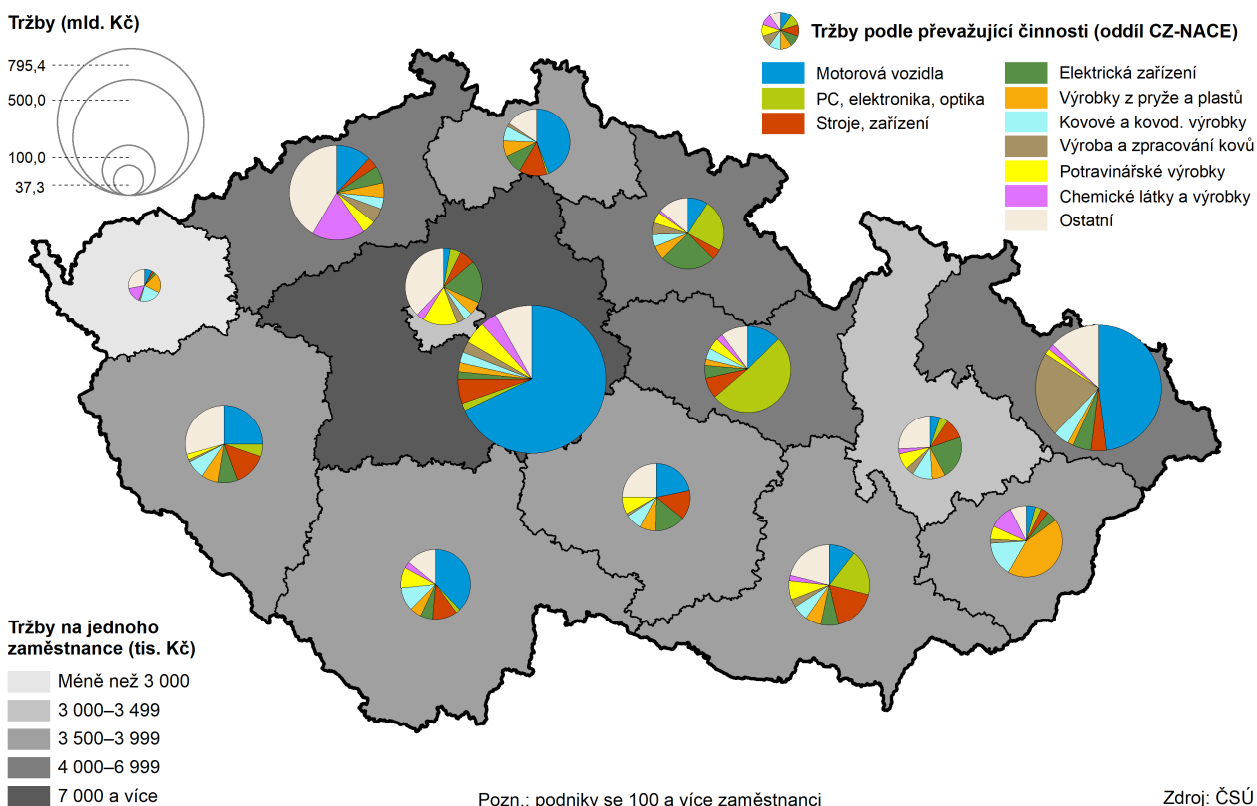 Tržby (mld. Kč)
795,4
500,0
100,0
37,3
Tržby podle převažující činnosti (oddíl CZ-NACE)
Motorová vozidla
PC, elektronika, optika
Stroje, zařízení
Elektrická zařízení
Výrobky z pryže a plastů
Kovové a kovod. výrobky
Výroba a zpracování kovů
Potravinářské výrobky
Chemické látky a výrobky
Ostatní
Tržby na jednoho
zaměstnance (tis. Kč)
Méně než 3 000
3 000–3 499
3 500–3 999
4 000–6 999
7 000 a více
Pozn.: podniky se 100 a více zaměstnanci
Zdroj: ČSÚ